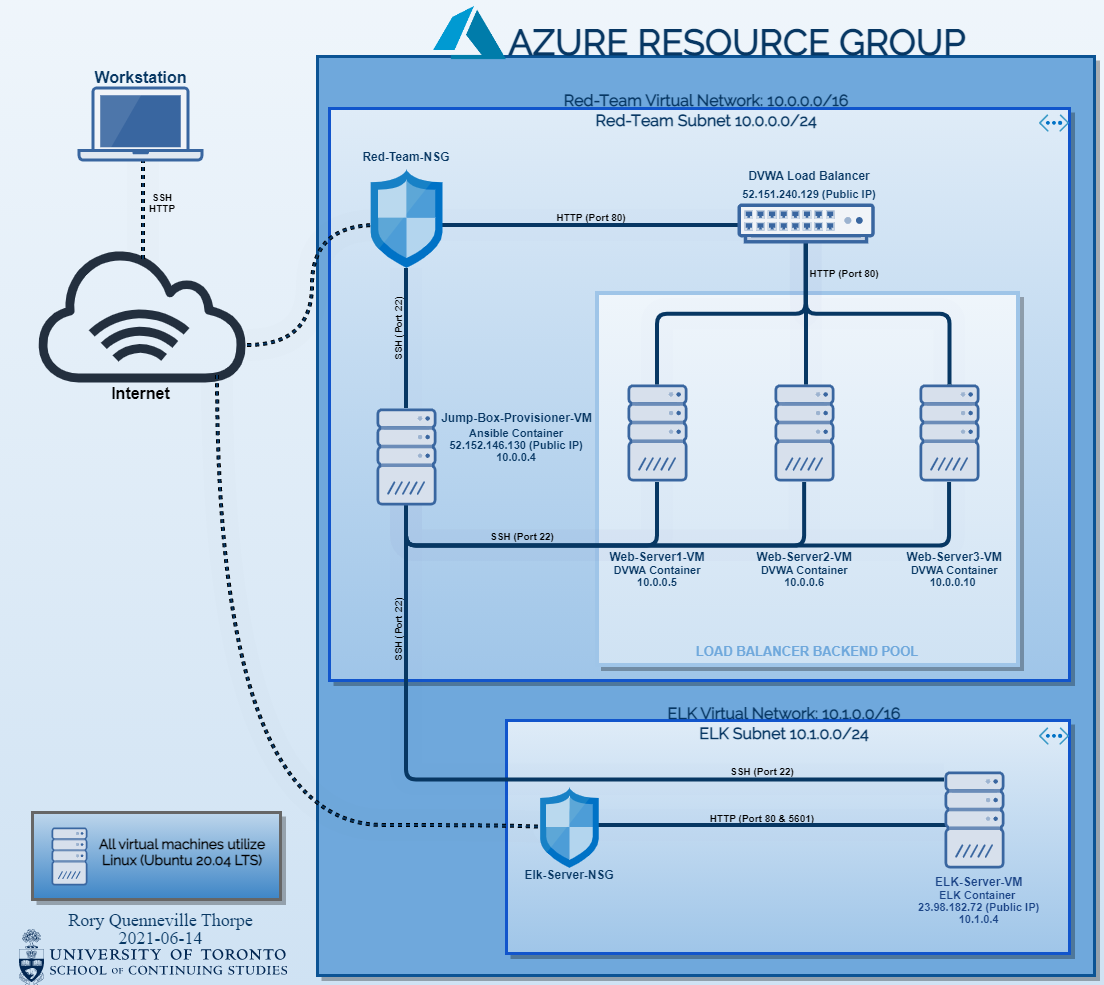 AZURE RESOURCE GROUP
Workstation
SSH
HTTP
Internet
Red-Team Virtual Network: 10.0.0.0/16
Red-Team Subnet 10.0.0.0/24
Red-Team-NSG
HTTP (Port 80)
DVWA Load Balancer
52.151.240.129 (Public IP)
HTTP (Port 80)
SSH ( Port 22)
Jump-Box-Provisioner-VM
Ansible Container
52.152.146.130 (Public IP)
10.0.0.4
SSH (Port 22)
Web-Server1-VM
DVWA Container
10.0.0.5
Web-Server2-VM
DVWA Container
10.0.0.6
Web-Server3-VM
DVWA Container
10.0.0.10
LOAD BALANCER BACKEND POOL
SSH ( Port 22)
ELK Virtual Network: 10.1.0.0/16
ELK Subnet 10.1.0.0/24
SSH (Port 22)
HTTP (Port 80 & 5601)
Elk-Server-NSG
ELK-Server-VM
ELK Container
23.98.182.72 (Public IP)
10.1.0.4
All virtual machines utilize
Linux (Ubuntu 20.04 LTS)
Rory Quenneville Thorpe
2021-06-14
UNIVERSITY OF TORONTO
SCHOOL OF CONTINUING STUDIES